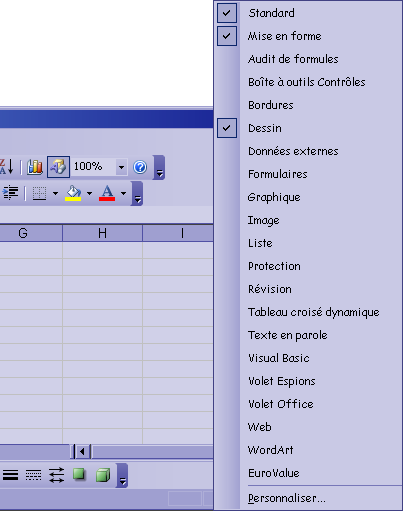 Standard
Mise en forme
Audit de formules
Boîte à outils Contrôles
Bordures
Dessin
Données externes
Formulaires
Graphique
Image
Liste
Protection
Révision
Tableau croisé dynamique
Texte en parole
Visual Basic
Volet Espions
Volet Office
Web
WordArt
EuroValue
Personnaliser...
100%
A
G H I